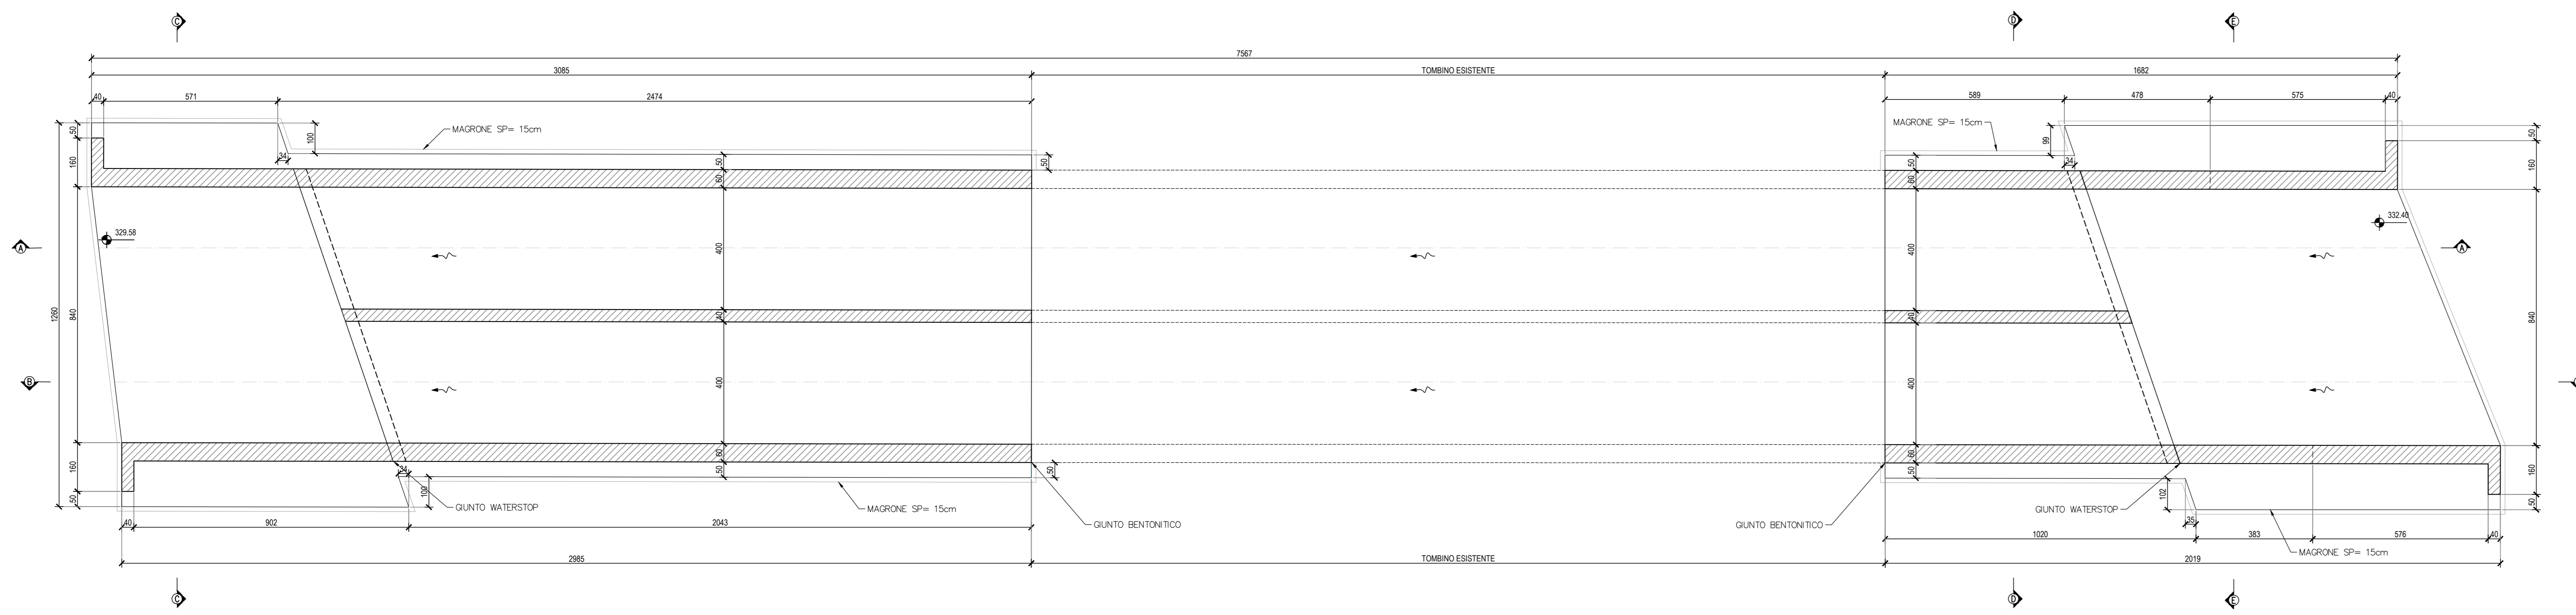 C D E
7567
3085 TOMBINO ESISTENTE 1682
40 571 2474 589 478 575 40
50 100 MAGRONE SP= 15cm MAGRONE SP= 15cm 99 50
160 34 50 50 50 34 160
60 60
329.58 332.40
A 400 400 A
1260 840 40 40 840
B 400 400
160 60 60 160
34 50 50 50
50 100 GIUNTO WATERSTOP MAGRONE SP= 15cm GIUNTO WATERSTOP 102 50
40 902 2043 GIUNTO BENTONITICO GIUNTO BENTONITICO 35
1020 383 576 40
MAGRONE SP= 15cm
2985 TOMBINO ESISTENTE 2019
C D E